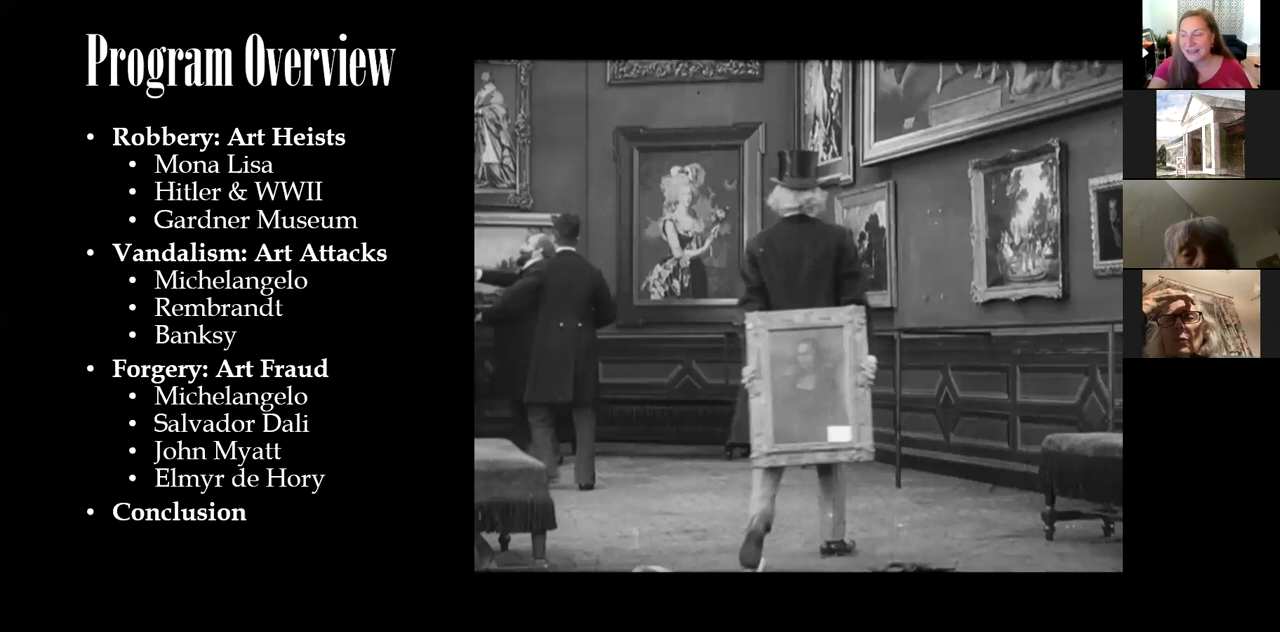 Program Overview
• Robbery: Art Heists
• Mona Lisa
• Hitler & WWII
• Gardner Museum
• Vandalism: Art Attacks
• Michelangelo
• Rembrandt
• Banksy
• Forgery: Art Fraud
• Michelangelo
• Salvador Dali
• John Myatt
• Elmyr de Hory
• Conclusion